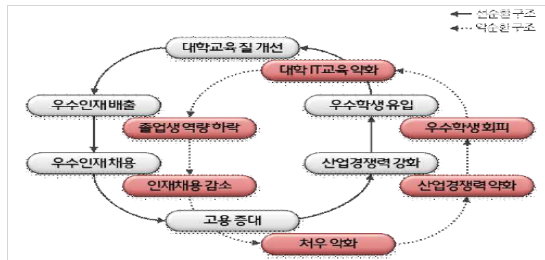 선순환 구조
악순환 구조
대학교육 질 개선
대학 IT교육 약화
우수인재 배출
우수학생 유입
졸업생 역량 하락
우수학생 회피
우수인재 채용
산업경쟁력 강화
인재채용 감소
산업경쟁력 약화
고용 증대
처우 악화